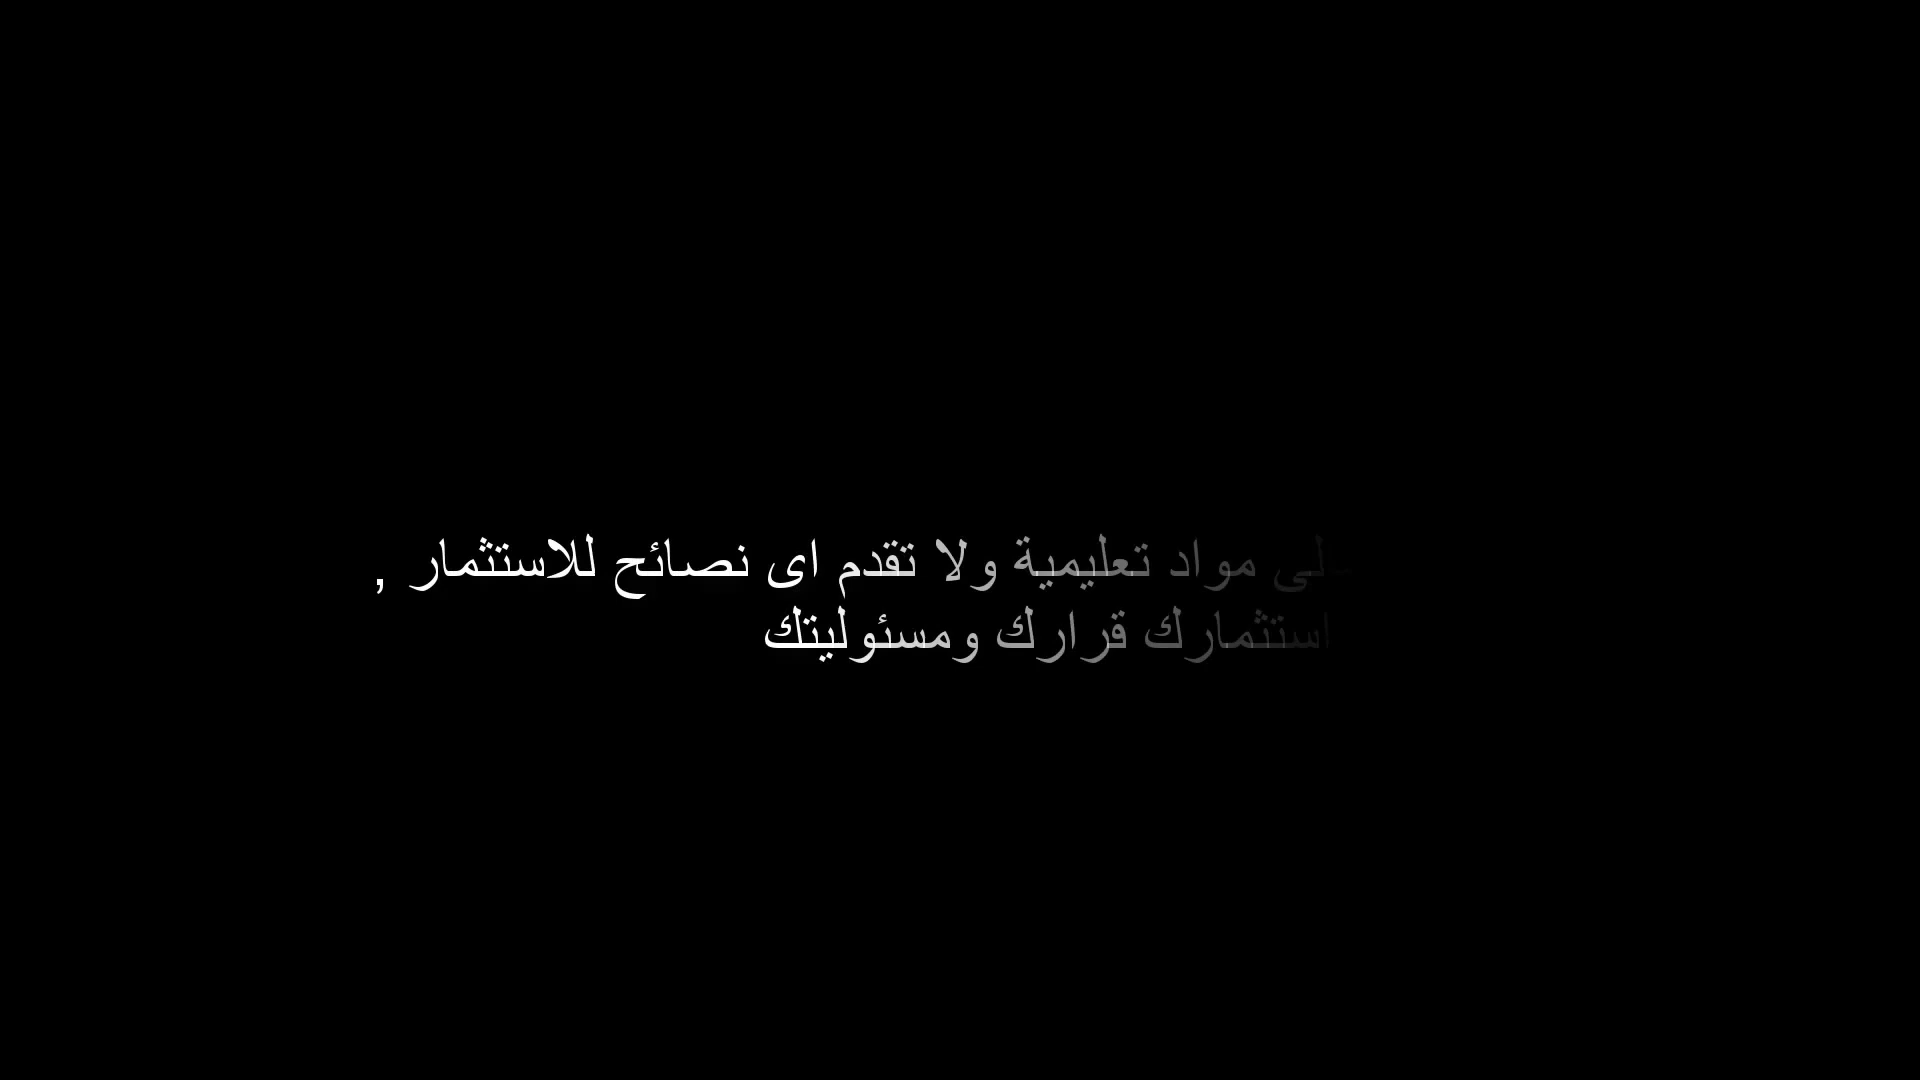 مواد تعليمية ولا تقدم اى نصائح للاستثمار ,
استثمارك قرارك ومسئوليتك